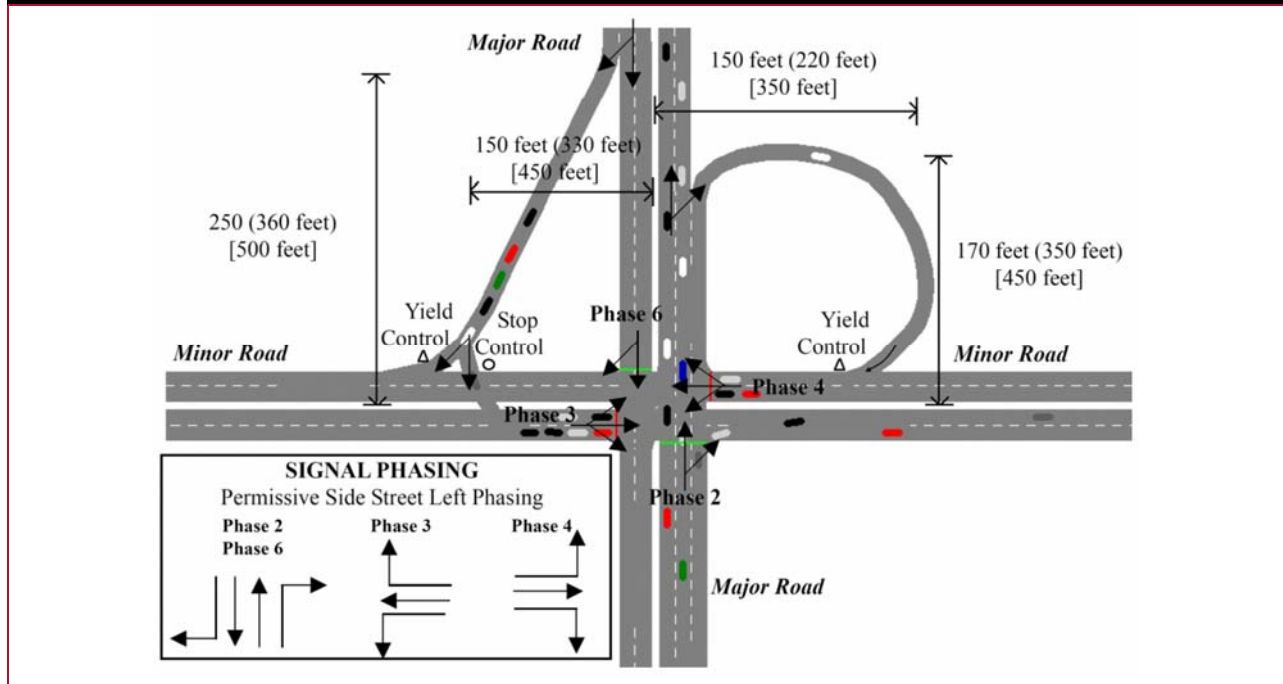 Major Road
150 feet (220 feet)
[350 feet]
150 feet (330 feet)
[450 feet]
250 (360 feet)
[500 feet]
170 feet (350 feet)
[450 feet]
Yield
Control
Stop
Control
Phase 6
Yield
Control
Minor Road
Minor Road
Phase 4
Phase 3
Phase 2
Major Road
SIGNAL PHASING
Permissive Side Street Left Phasing
Phase 2
Phase 6
Phase 3
Phase 4